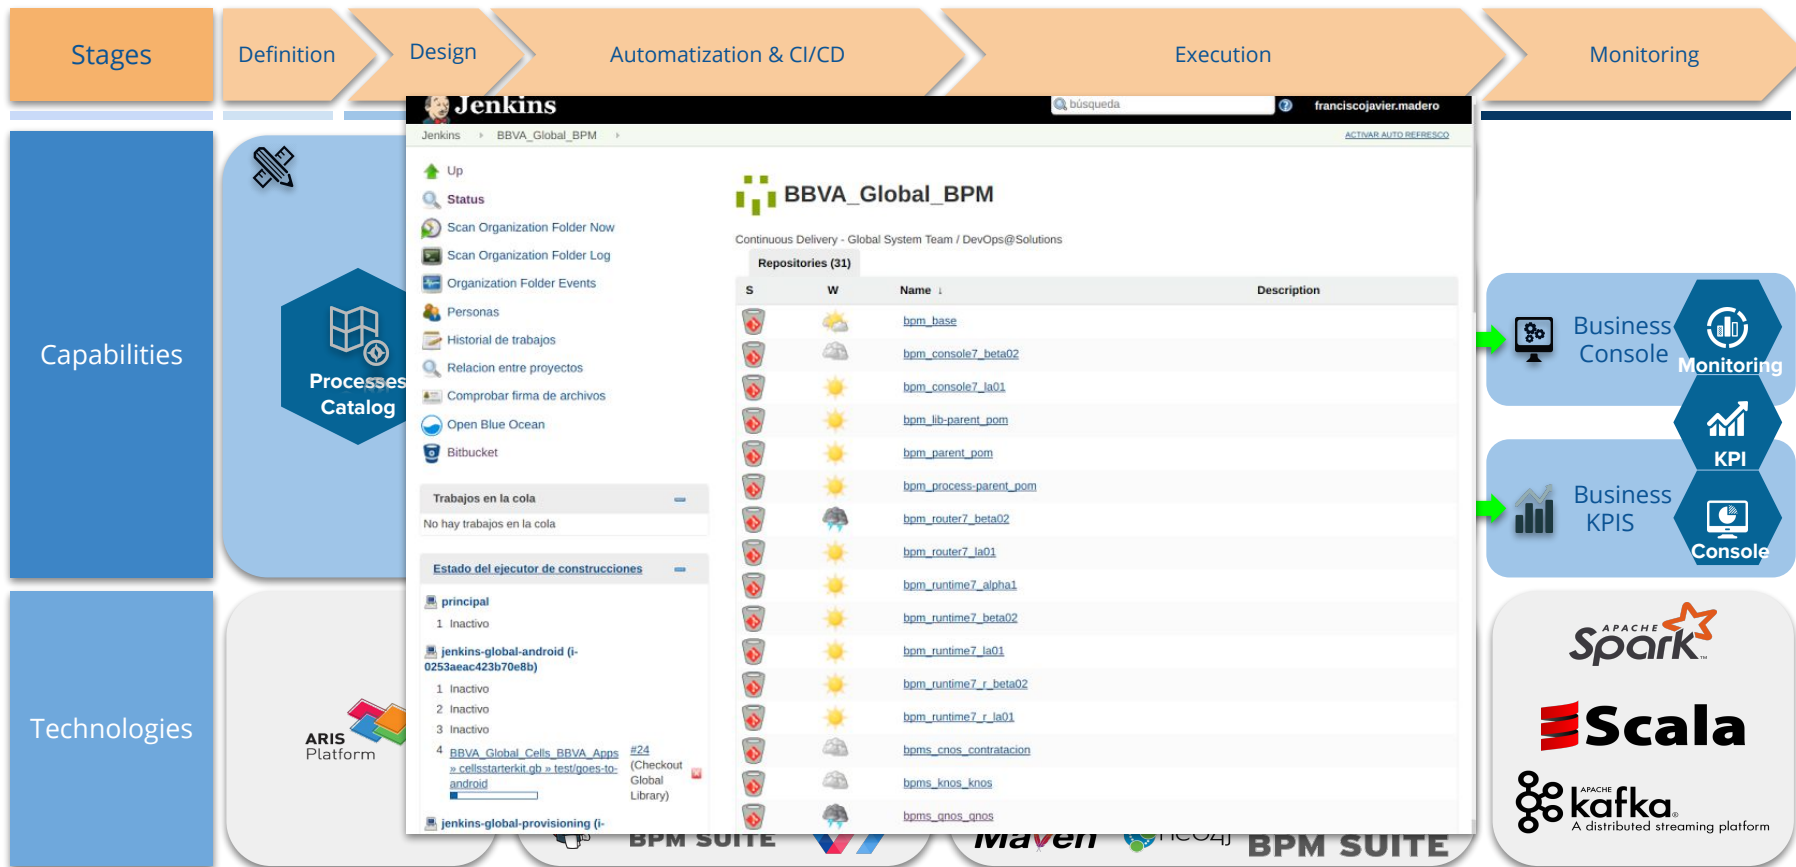 Stages
Definition
Design
Automatization & CI/CD
Execution
Monitoring
Jenkins
búsqueda
franciscojavier.madero
Jenkins
BBVA_Global_BPM
ACTIVAR AUTO REFRESCO
Up
Status
Scan Organization Folder Now
Scan Organization Folder Log
Organization Folder Events
Personas
Historial de trabajos
Relacion entre proyectos
Comprobar firma de archivos
Open Blue Ocean
Bitbucket
Trabajos en la cola
No hay trabajos en la cola
Estado del ejecutor de construcciones
principal
1 Inactivo
jenkins-global-android (i-
0253aeac423b70e8b)
1 Inactivo
2 Inactivo
3 Inactivo
4 BBVA_Global_Cells_BBVA_Apps
» cellsstarterkit.gb » test/goes-to-
android
#24
(Checkout
Global
Library)
jenkins-global-provisioning (i-
BBVA_Global_BPM
Continuous Delivery - Global System Team / DevOps@Solutions
Repositories (31)
S W Name ↓ Description
bpm_base
bpm_console7_beta02
bpm_console7_la01
bpm_lib-parent_pom
bpm_parent_pom
bpm_process-parent_pom
bpm_router7_beta02
bpm_router7_la01
bpm_runtime7_alpha1
bpm_runtime7_beta02
bpm_runtime7_la01
bpm_runtime7_r_beta02
bpm_runtime7_r_la01
bpms_cnos_contratacion
bpms_knos_knos
bpms_qnos_qnos
Capabilities
Processes
Catalog
Business
Console
Monitoring
KPI
Business
KPIS
Console
Technologies
ARIS
Platform
BPM SUITE
Maven
neo4j
BPM SUITE
APACHE
Spark
Scala
APACHE
kafka
A distributed streaming platform